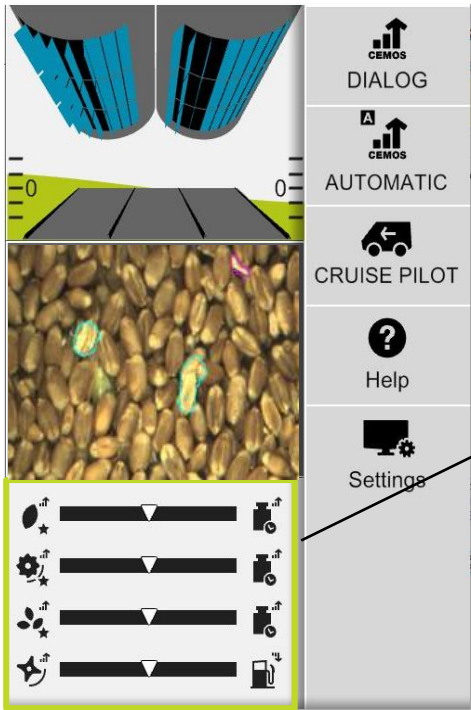 CEMOS
DIALOG
A
CEMOS
AUTOMATIC
0
0
CRUISE PILOT
?
Help
Settings